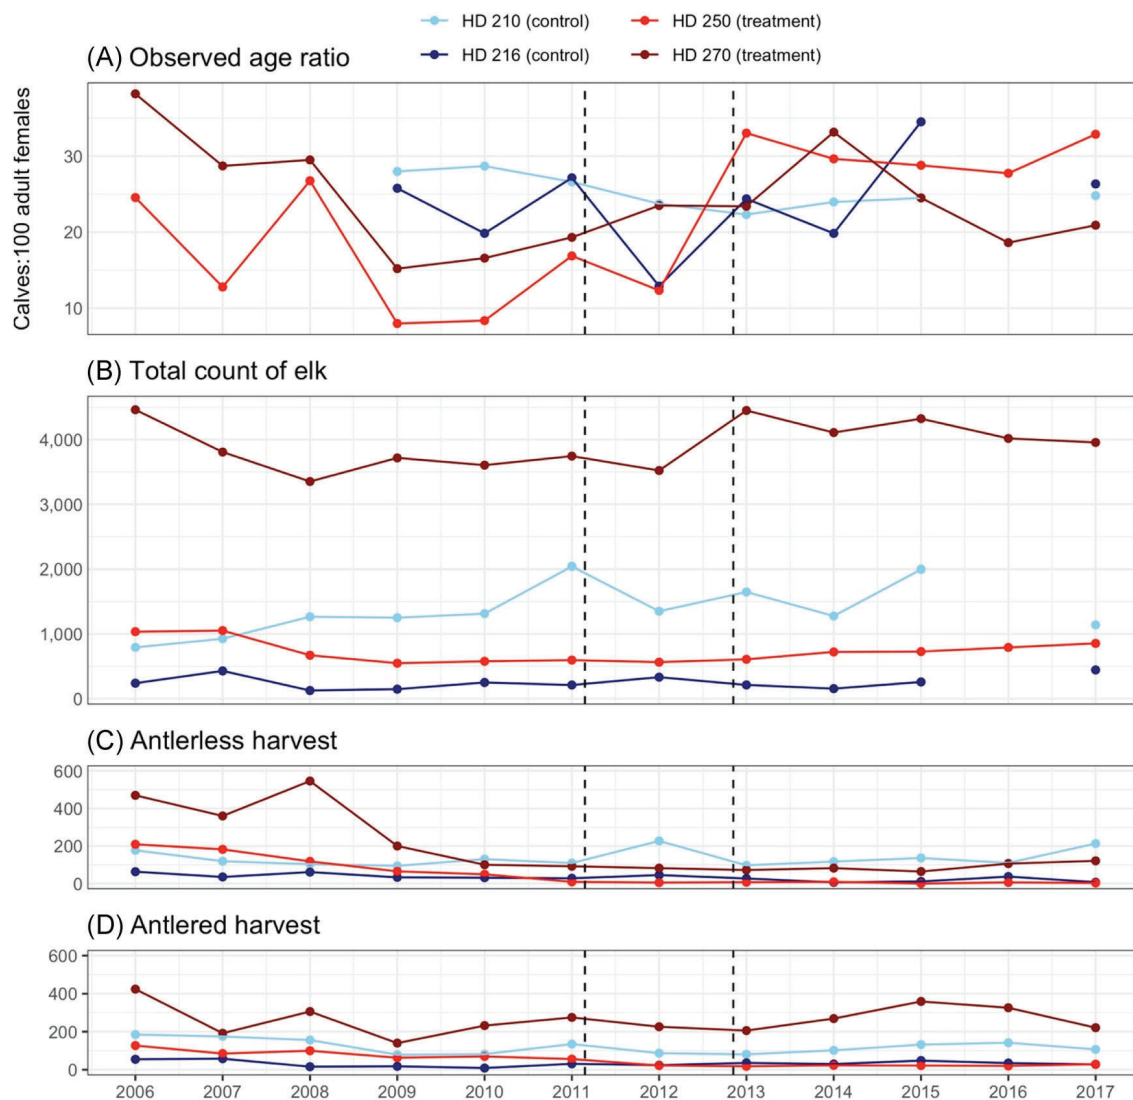 HD 210 (control) HD 250 (treatment)
HD 216 (control) HD 270 (treatment)
(A) Observed age ratio
Calves:100 adult females
30
20
10
(B) Total count of elk
4,000
3,000
2,000
1,000
0
(C) Antlerless harvest
600
400
200
0
(D) Antlered harvest
600
400
200
0
2006 2007 2008 2009 2010 2011 2012 2013 2014 2015 2016 2017